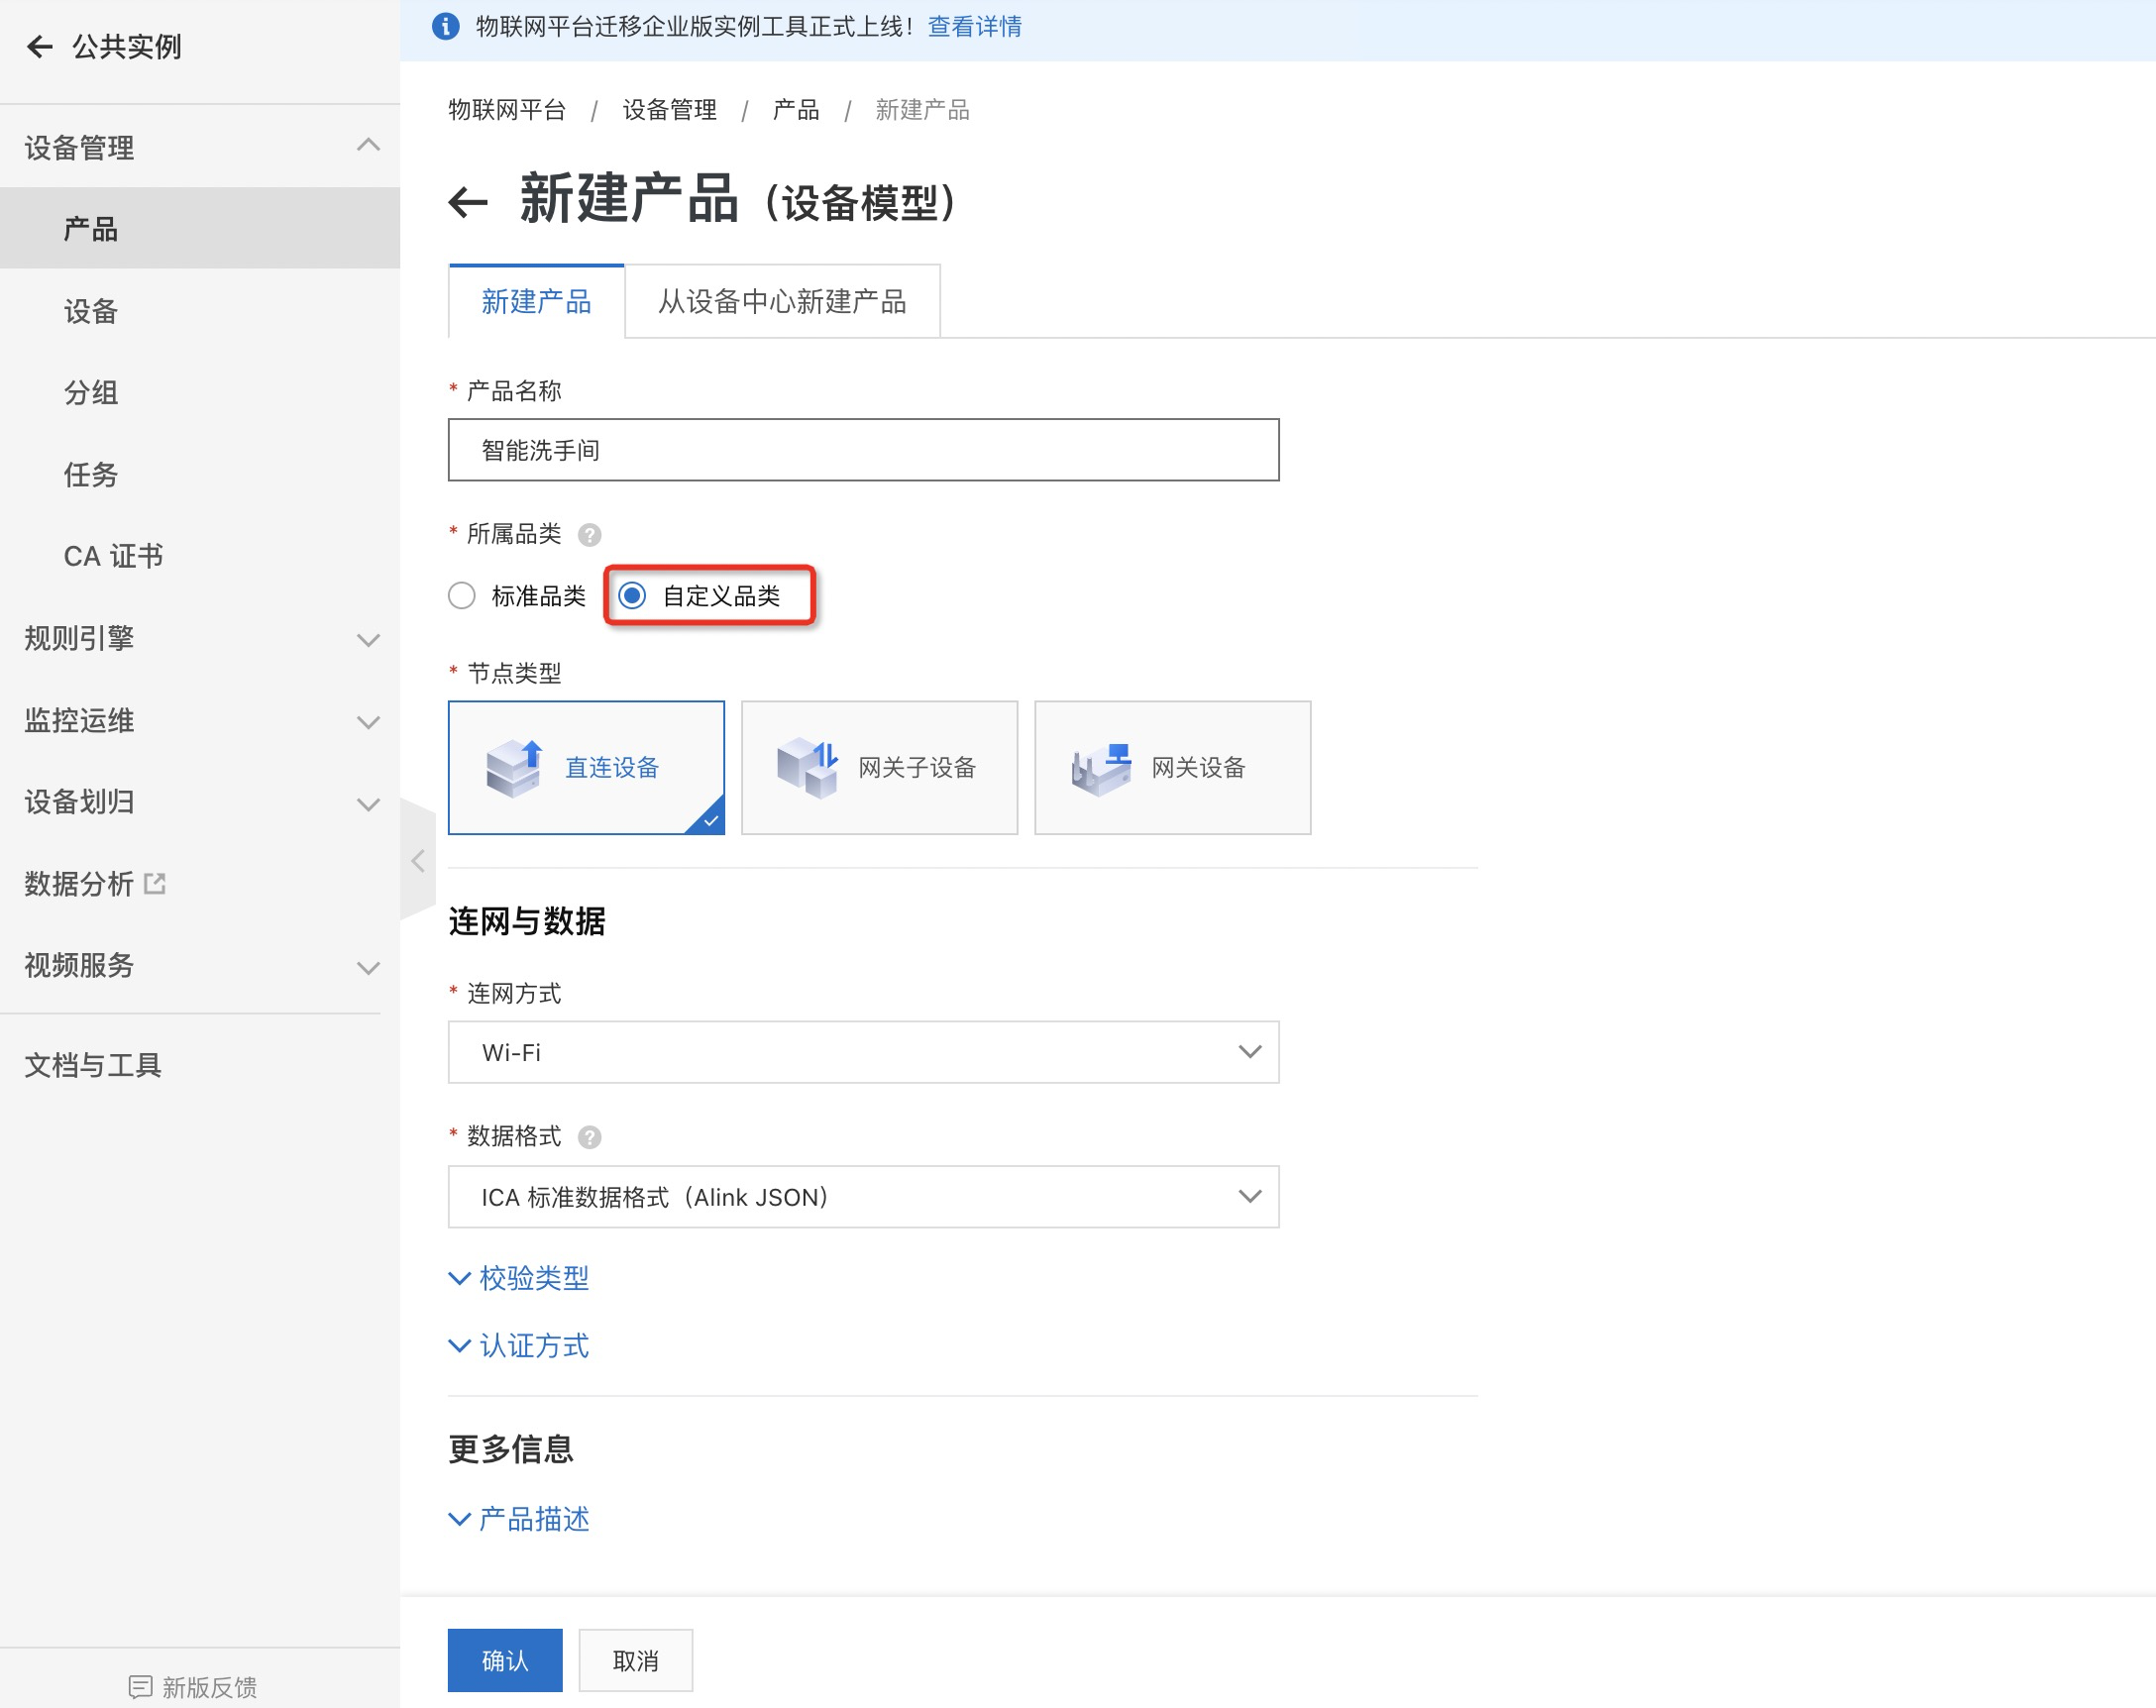 公共实例
设备管理
产品
设备
分组
任务
CA 证书
规则引擎
监控运维
设备划归
数据分析
视频服务
文档与工具
新版反馈
物联网平台迁移企业版实例工具正式上线！查看详情
物联网平台 / 设备管理 / 产品 / 新建产品
新建产品（设备模型）
新建产品 从设备中心新建产品
* 产品名称
智能洗手间
* 所属品类 ?
标准品类 自定义品类
* 节点类型
直连设备 网关子设备 网关设备
连网与数据
* 连网方式
Wi-Fi
* 数据格式 ?
ICA 标准数据格式（Alink JSON）
校验类型
认证方式
更多信息
产品描述
确认 取消